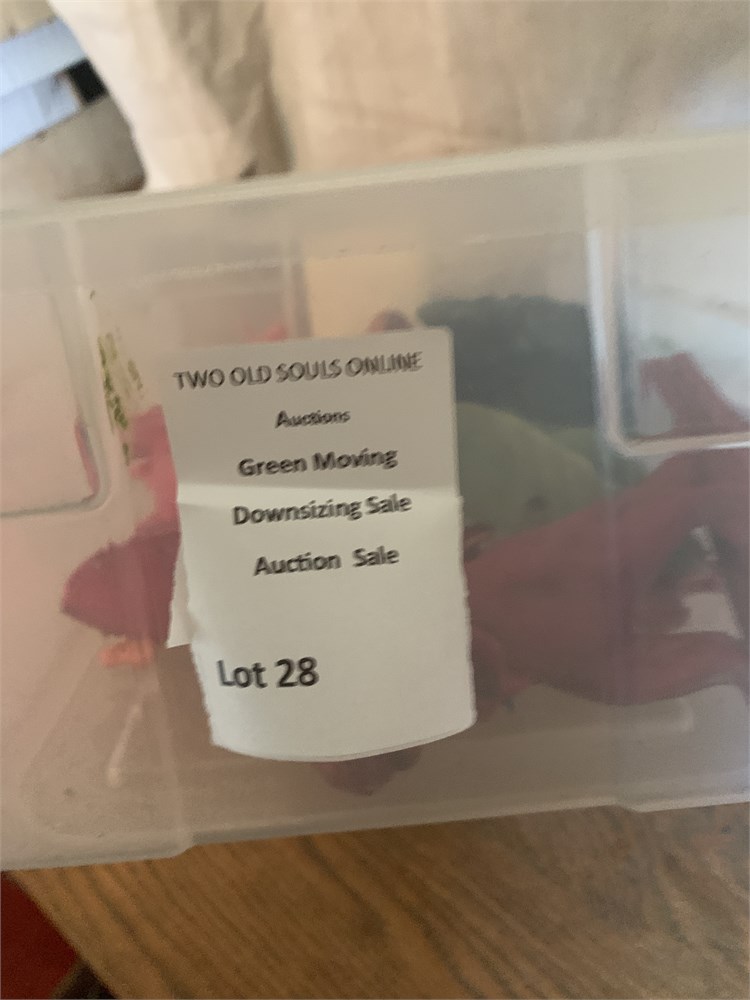 TWO OLD SOULS ONLINE
Auctions
Green Moving
Downsizing Sale
Auction Sale
Lot 28